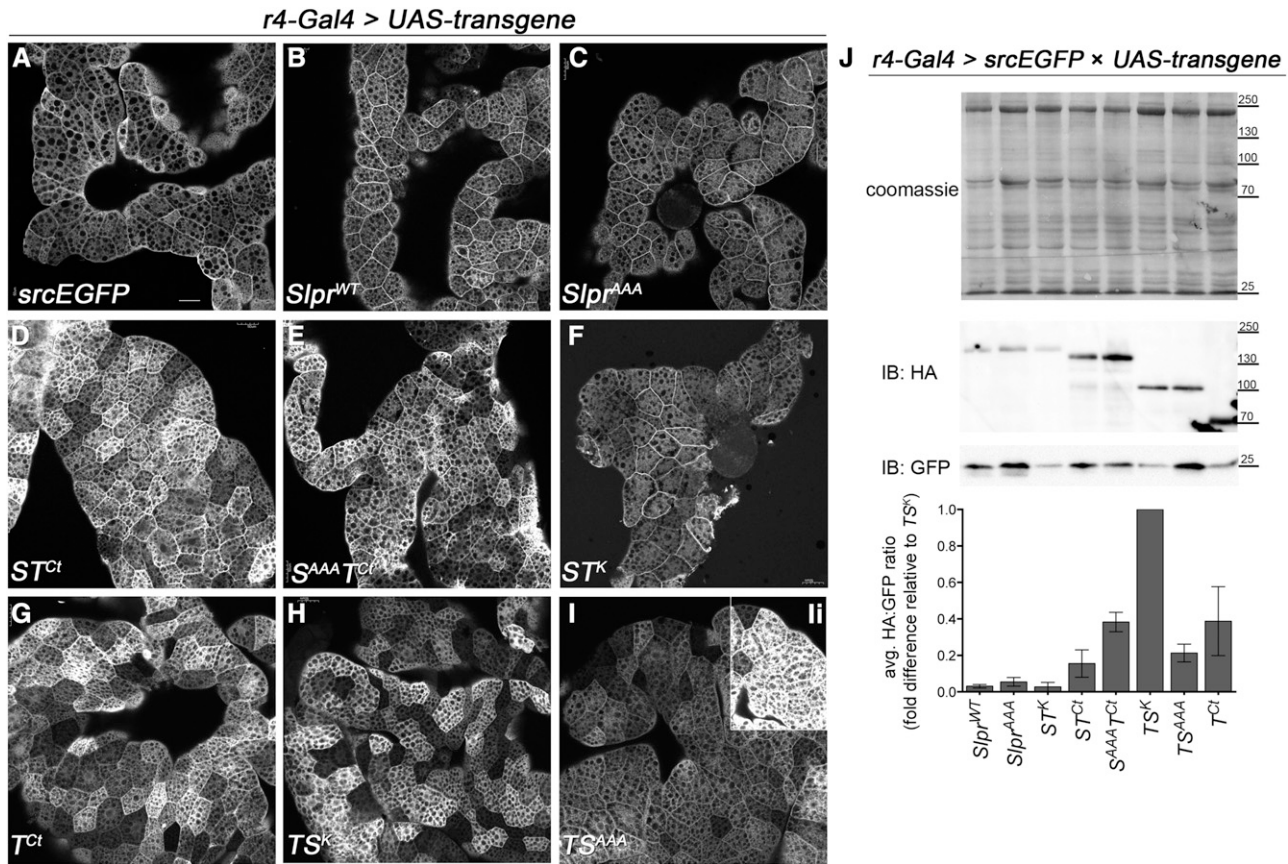 r4-Gal4 > UAS-transgene
A
srcEGFP
B
Slpr^WT
C
Slpr^AAA
D
ST^Ct
E
S^AAA T^Ct
F
ST^K
G
T^Ct
H
TS^K
I
Ii
TS^AAA
J
r4-Gal4 > srcEGFP × UAS-transgene
coomassie
250
130
100
70
25
IB: HA
250
130
100
70
IB: GFP
25
avg. HA:GFP ratio
(fold difference relative to TS^K)
1.0
0.8
0.6
0.4
0.2
0.0
Slpr^WT
Slpr^AAA
ST^K
ST^Ct
S^AAA T^Ct
TS^K
TS^AAA
T^Ct